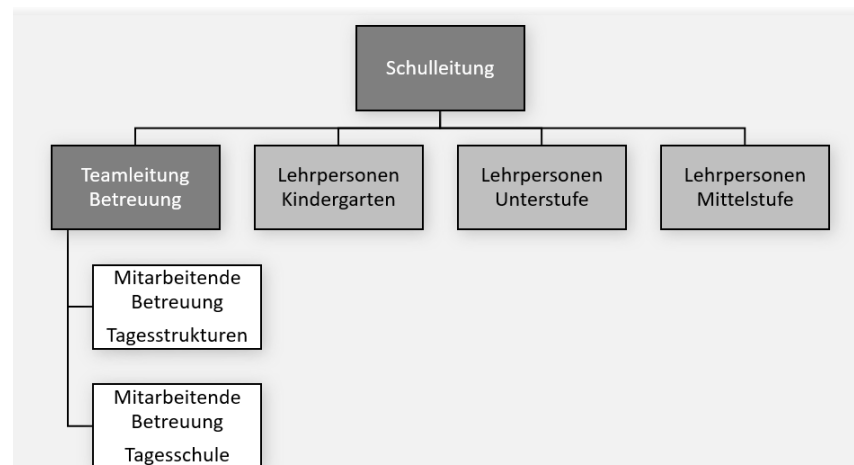 Schulleitung
Teamleitung
Betreuung
Lehrpersonen
Kindergarten
Lehrpersonen
Unterstufe
Lehrpersonen
Mittelstufe
Mitarbeitende
Betreuung
Tagesstrukturen
Mitarbeitende
Betreuung
Tagesschule